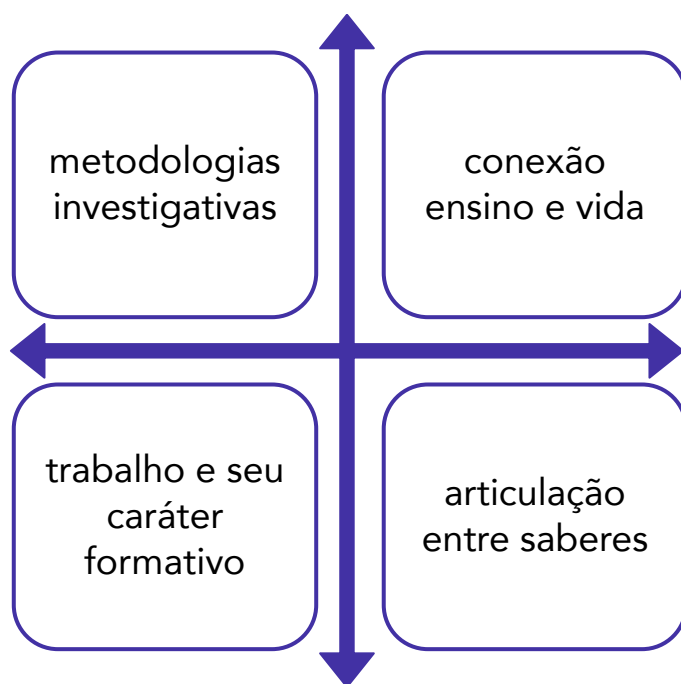 metodologias
investigativas
conexão
ensino e vida
trabalho e seu
caráter
formativo
articulação
entre saberes